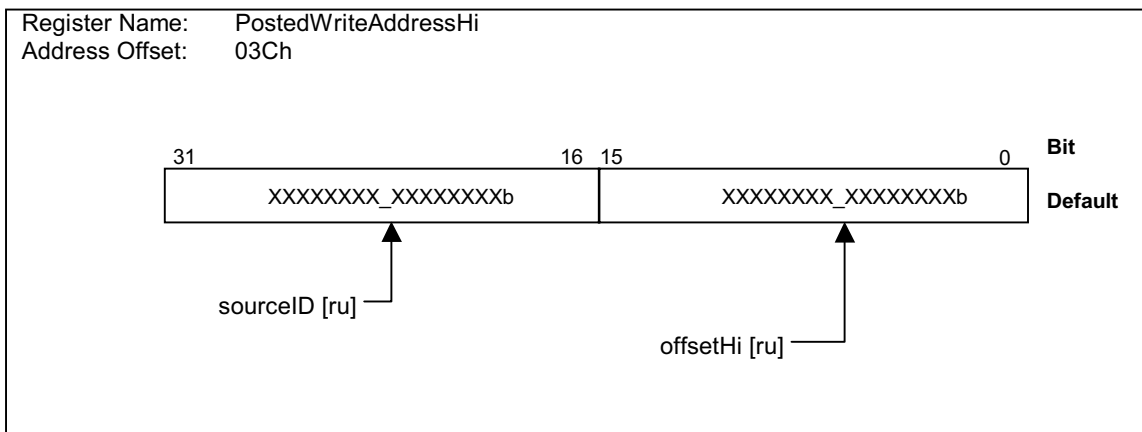 Register Name: PostedWriteAddressHi
Address Offset: 03Ch
31 16 15 0 Bit
XXXXXXXX_XXXXXXXXb XXXXXXXX_XXXXXXXXb Default
sourceID [ru]
offsetHi [ru]